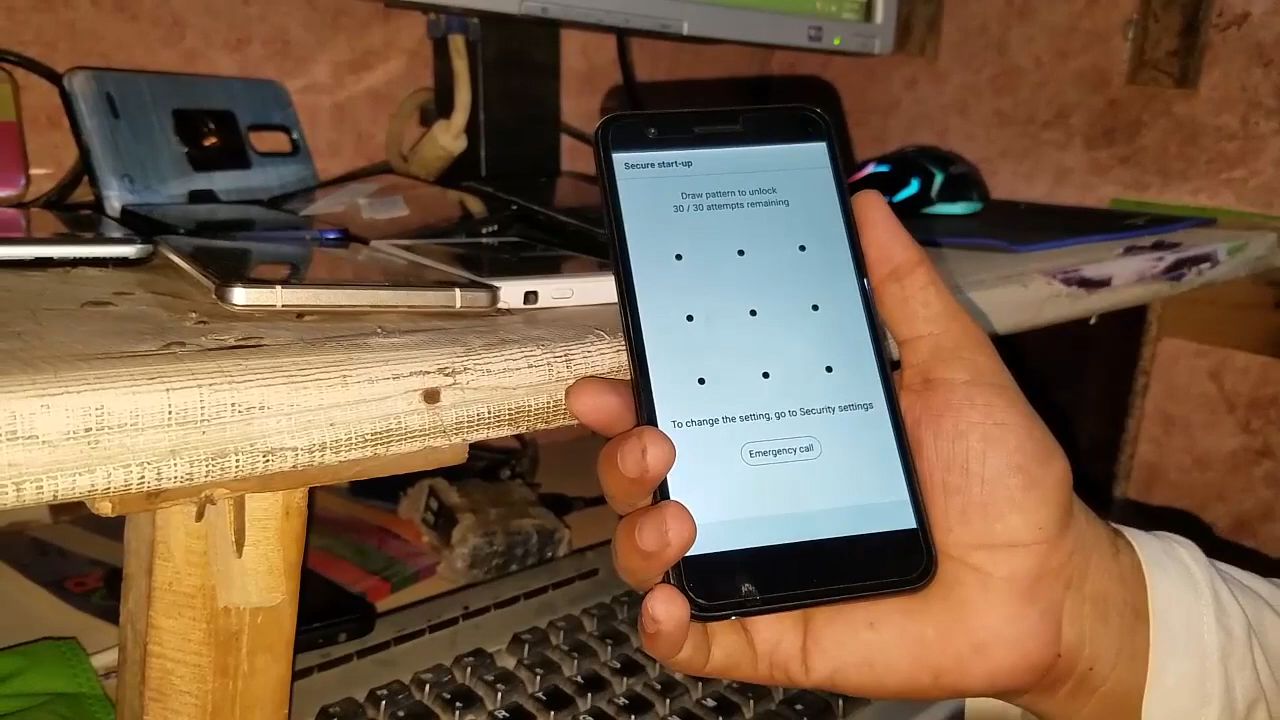 Secure start-up
Draw pattern to unlock
30 / 30 attempts remaining
To change the setting, go to Security settings
Emergency call